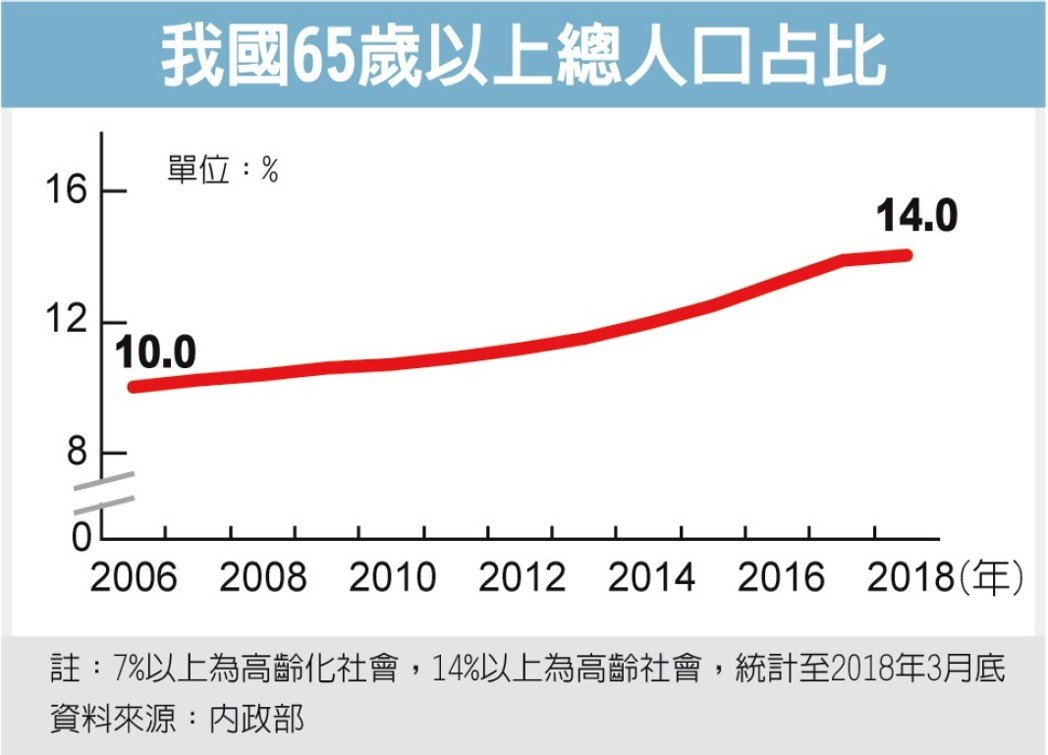 我國65歲以上總人口占比
單位：%
16
14.0
12
10.0
8
0
2006 2008 2010 2012 2014 2016 2018(年)
註：7%以上為高齡化社會，14%以上為高齡社會，統計至2018年3月底
資料來源：內政部